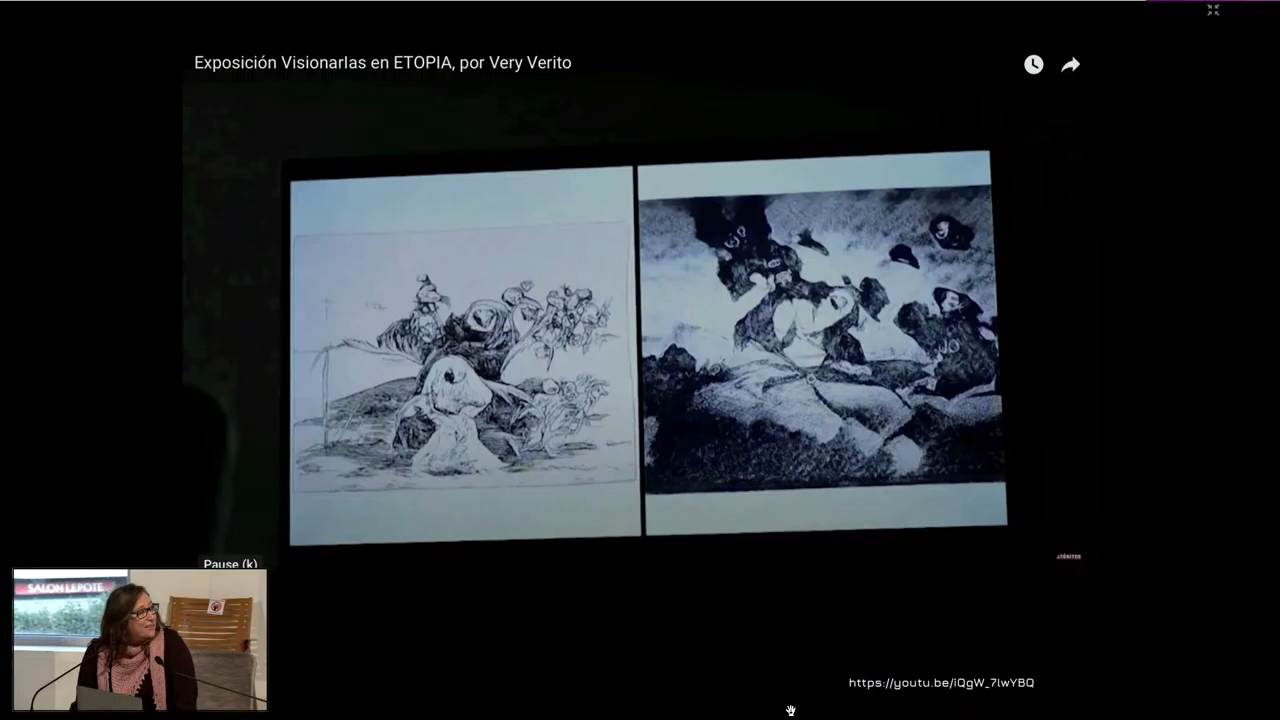 Exposición VisionarIas en ETOPIA, por Very Verito
Pause (k)
SALON LEPOTE
https://youtu.be/iQgW_7lwYBQ